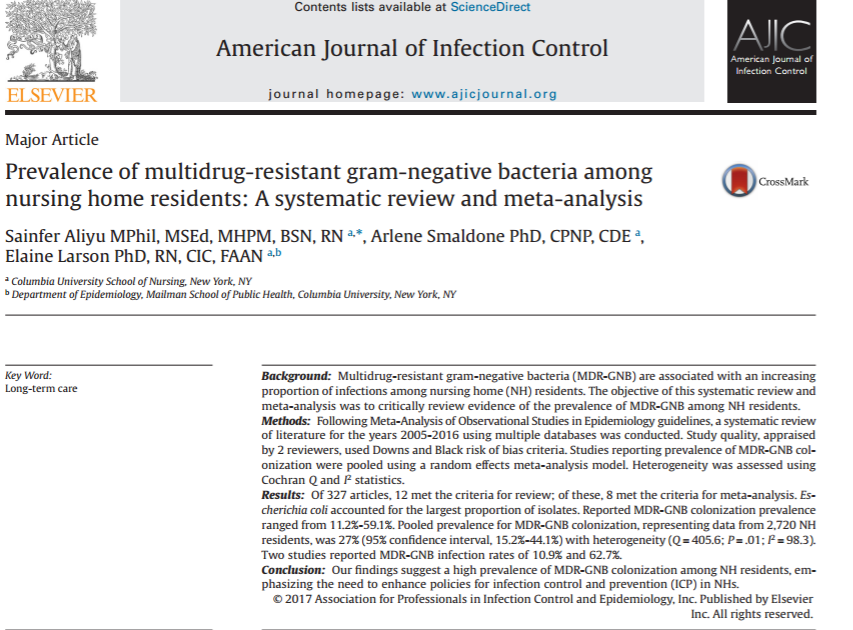 Contents lists available at ScienceDirect
American Journal of Infection Control
journal homepage: www.ajicjournal.org
ELSEVIER
AJIC
American Journal of
Infection Control
Major Article
Prevalence of multidrug-resistant gram-negative bacteria among
nursing home residents: A systematic review and meta-analysis
CrossMark
Sainfer Aliyu MPhil, MSEd, MHPM, BSN, RN a,*, Arlene Smaldone PhD, CPNP, CDE a,
Elaine Larson PhD, RN, CIC, FAAN a,b
a Columbia University School of Nursing, New York, NY
b Department of Epidemiology, Mailman School of Public Health, Columbia University, New York, NY
Key Word:
Long-term care
Background: Multidrug-resistant gram-negative bacteria (MDR-GNB) are associated with an increasing
proportion of infections among nursing home (NH) residents. The objective of this systematic review and
meta-analysis was to critically review evidence of the prevalence of MDR-GNB among NH residents.
Methods: Following Meta-Analysis of Observational Studies in Epidemiology guidelines, a systematic review
of literature for the years 2005-2016 using multiple databases was conducted. Study quality, appraised
by 2 reviewers, used Downs and Black risk of bias criteria. Studies reporting prevalence of MDR-GNB col-
onization were pooled using a random effects meta-analysis model. Heterogeneity was assessed using
Cochran Q and I² statistics.
Results: Of 327 articles, 12 met the criteria for review; of these, 8 met the criteria for meta-analysis. Es-
cherichia coli accounted for the largest proportion of isolates. Reported MDR-GNB colonization prevalence
ranged from 11.2%-59.1%. Pooled prevalence for MDR-GNB colonization, representing data from 2,720 NH
residents, was 27% (95% confidence interval, 15.2%-44.1%) with heterogeneity (Q = 405.6; P = .01; I² = 98.3).
Two studies reported MDR-GNB infection rates of 10.9% and 62.7%.
Conclusion: Our findings suggest a high prevalence of MDR-GNB colonization among NH residents, em-
phasizing the need to enhance policies for infection control and prevention (ICP) in NHs.
© 2017 Association for Professionals in Infection Control and Epidemiology, Inc. Published by Elsevier
Inc. All rights reserved.